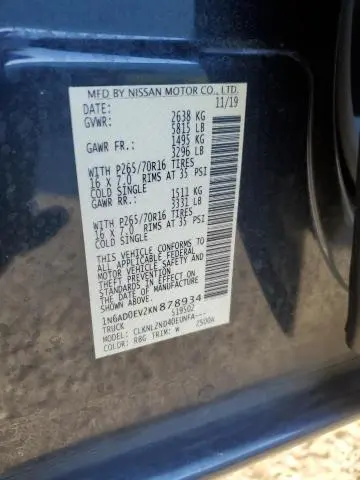 MFD BY NISSAN MOTOR CO., LTD.
DATE: 11/19
GVWR: 2638 KG
5815 LB
GAWR FR.: 1495 KG
3296 LB
WITH P265/70R16 TIRES
16 X 7.0 RIMS AT 35 PSI
COLD SINGLE
GAWR RR.: 1511 KG
3331 LB
WITH P265/70R16 TIRES
16 X 7.0 RIMS AT 35 PSI
COLD SINGLE
THIS VEHICLE CONFORMS TO
ALL APPLICABLE FEDERAL
MOTOR VEHICLE SAFETY AND
THEFT PREVENTION
STANDARDS IN EFFECT ON
THE DATE OF MANUFACTURE
SHOWN ABOVE.
1N6AD0EV2KN878934
TRUCK 519502
MODEL: CLKNLZND40EUNFA---
COLOR: RBG TRIM: W 2500A